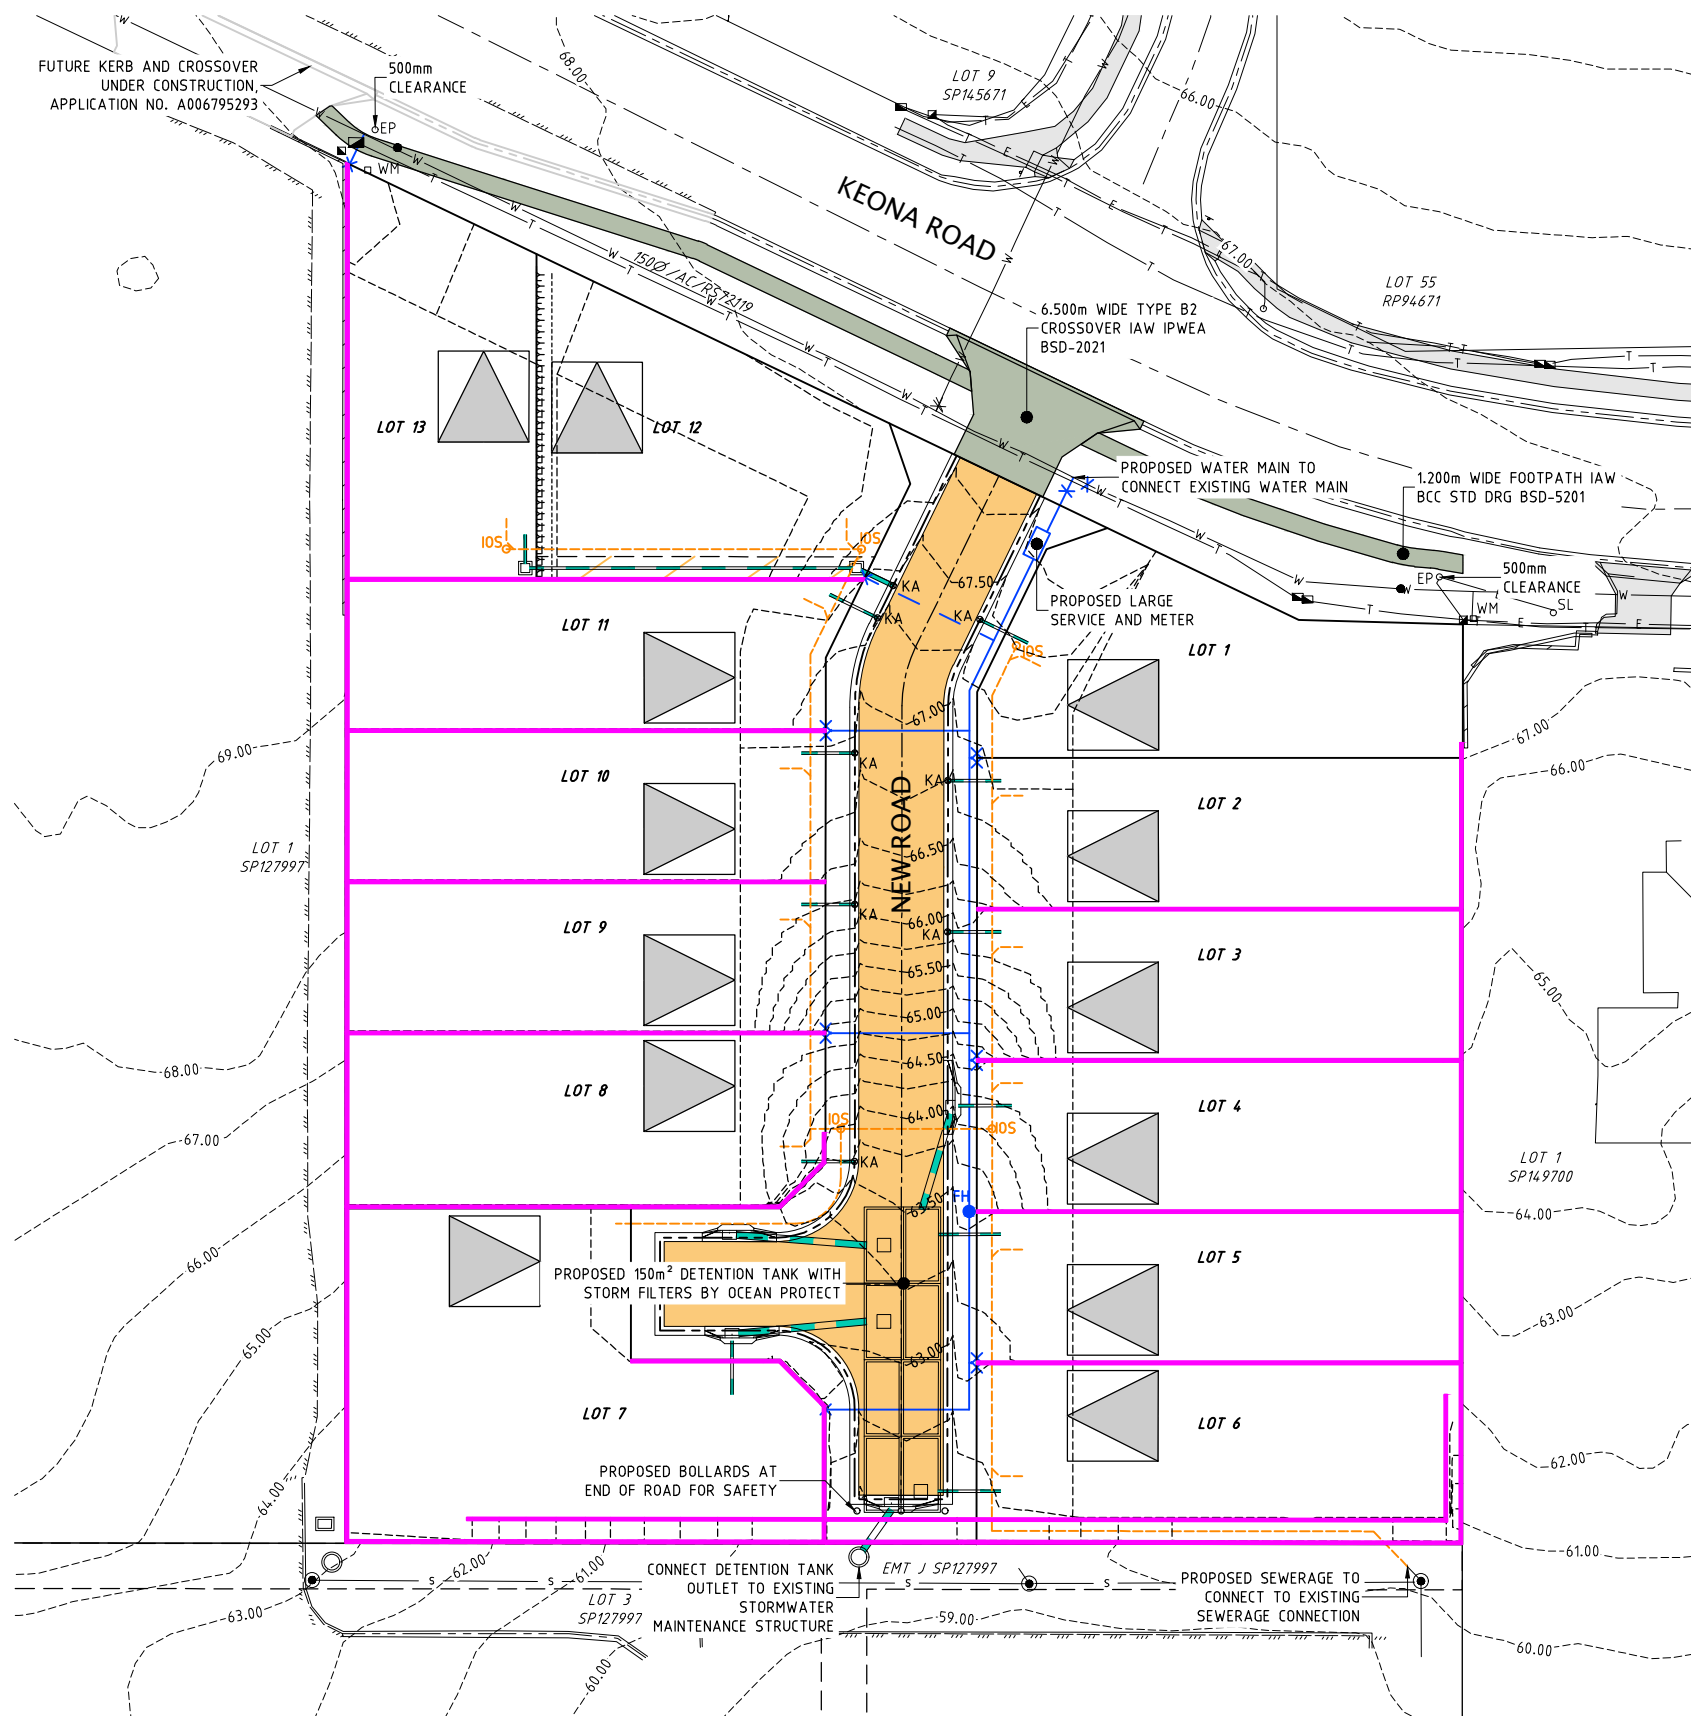 FUTURE KERB AND CROSSOVER
UNDER CONSTRUCTION,
APPLICATION NO. A006795293
500mm
CLEARANCE
EP
WM
68.00
LOT 9
SP145671
66.00
KEONA ROAD
67.00
LOT 55
RP94671
150Ø/AC/RS72119
6.500m WIDE TYPE B2
CROSSOVER IAW IPWEA
BSD-2021
LOT 13
LOT 12
PROPOSED WATER MAIN TO
CONNECT EXISTING WATER MAIN
1.200m WIDE FOOTPATH IAW
BCC STD DRG BSD-5201
IOS
IOS
EP
500mm
CLEARANCE
KA
67.50
PROPOSED LARGE
SERVICE AND METER
WM
SL
KA
KA
LOT 11
IOS
LOT 1
67.00
69.00
67.00
KA
66.00
LOT 10
KA
LOT 2
NEW ROAD
LOT 1
SP127997
66.50
KA
66.00
KA
LOT 9
LOT 3
65.50
65.00
65.00
68.00
64.50
LOT 8
LOT 4
64.00
IOS
IOS
67.00
KA
LOT 1
SP149700
63.50
FH
64.00
66.00
LOT 5
PROPOSED 150m² DETENTION TANK WITH
STORM FILTERS BY OCEAN PROTECT
63.00
65.00
63.00
LOT 7
LOT 6
62.00
PROPOSED BOLLARDS AT
END OF ROAD FOR SAFETY
64.00
61.00
62.00
61.00
CONNECT DETENTION TANK
OUTLET TO EXISTING
STORMWATER
MAINTENANCE STRUCTURE
EMT J SP127997
PROPOSED SEWERAGE TO
CONNECT TO EXISTING
SEWERAGE CONNECTION
LOT 3
SP127997
63.00
59.00
60.00
60.00